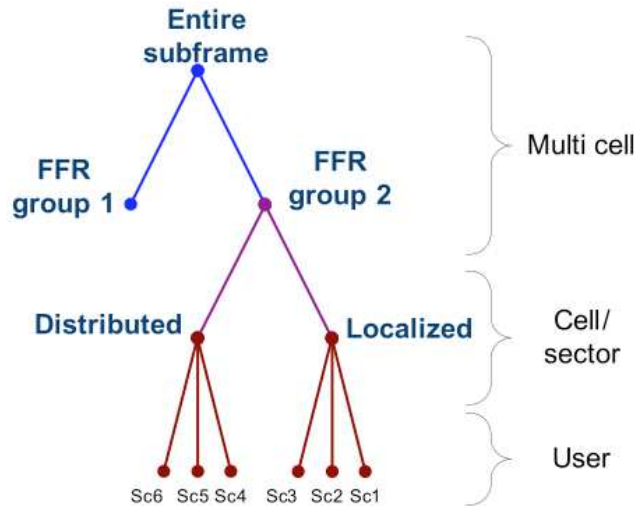 Entire
subframe
FFR
group 1
FFR
group 2
Multi cell
Distributed
Localized
Cell/
sector
User
Sc6 Sc5 Sc4 Sc3 Sc2 Sc1